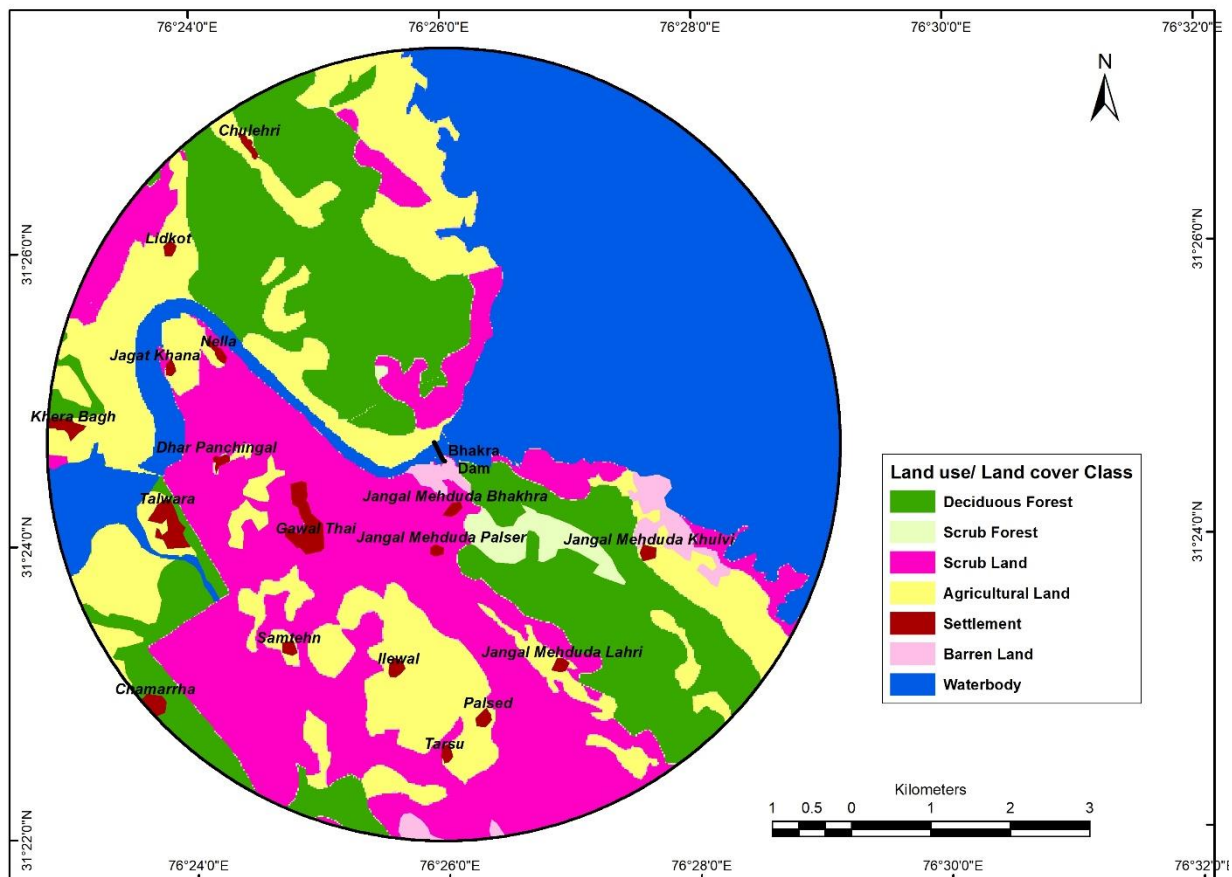 76°24'0"E
76°26'0"E
76°28'0"E
76°30'0"E
76°32'0"E
N
Chulehri
Lidkot
31°26'0"N
31°26'0"N
Nella
Jagat Khana
Khera Bagh
Dhar Panchingal
Bhakra
Dam
Talwara
Jangal Mehduda Bhakhra
Gawal Thai
Jangal Mehduda Palser
Jangal Mehduda Khulvi
31°24'0"N
31°24'0"N
Samtehn
Ilewal
Jangal Mehduda Lahri
Chamarrha
Palsed
Tarsu
Land use/ Land cover Class
Deciduous Forest
Scrub Forest
Scrub Land
Agricultural Land
Settlement
Barren Land
Waterbody
Kilometers
1 0.5 0 1 2 3
31°22'0"N
76°24'0"E
76°26'0"E
76°28'0"E
76°30'0"E
76°32'0"E